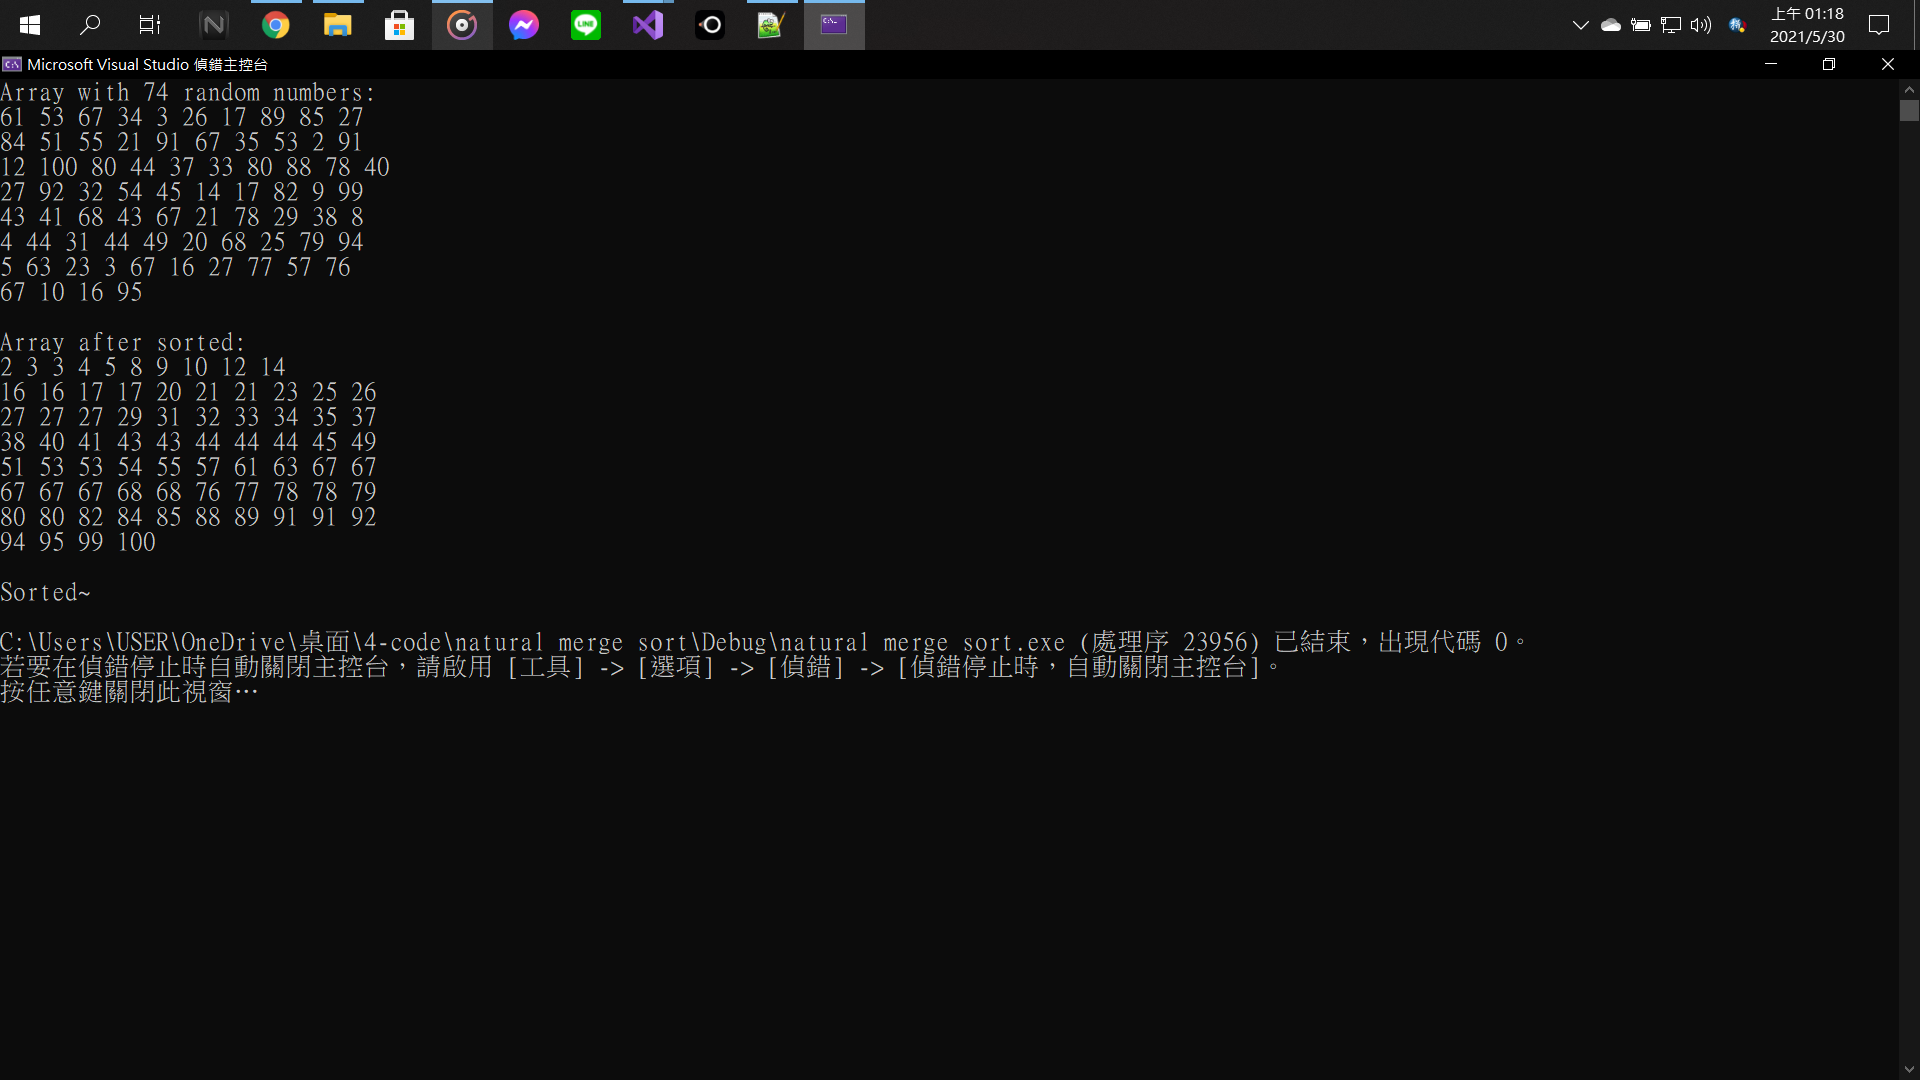 上午 01:18
2021/5/30
Microsoft Visual Studio 偵錯主控台
Array with 74 random numbers:
61 53 67 34 3 26 17 89 85 27
84 51 55 21 91 67 35 53 2 91
12 100 80 44 37 33 80 88 78 40
27 92 32 54 45 14 17 82 9 99
43 41 68 43 67 21 78 29 38 8
4 44 31 44 49 20 68 25 79 94
5 63 23 3 67 16 27 77 57 76
67 10 16 95
Array after sorted:
2 3 3 4 5 8 9 10 12 14
16 16 17 17 20 21 21 23 25 26
27 27 27 29 31 32 33 34 35 37
38 40 41 43 43 44 44 44 45 49
51 53 53 54 55 57 61 63 67 67
67 67 67 68 68 76 77 78 78 79
80 80 82 84 85 88 89 91 91 92
94 95 99 100
Sorted~
C:\Users\USER\OneDrive\桌面\4-code\natural merge sort\Debug\natural merge sort.exe (處理序 23956) 已結束，出現代碼 0。
若要在偵錯停止時自動關閉主控台，請啟用 [工具] -> [選項] -> [偵錯] -> [偵錯停止時，自動關閉主控台]。
按任意鍵關閉此視窗…